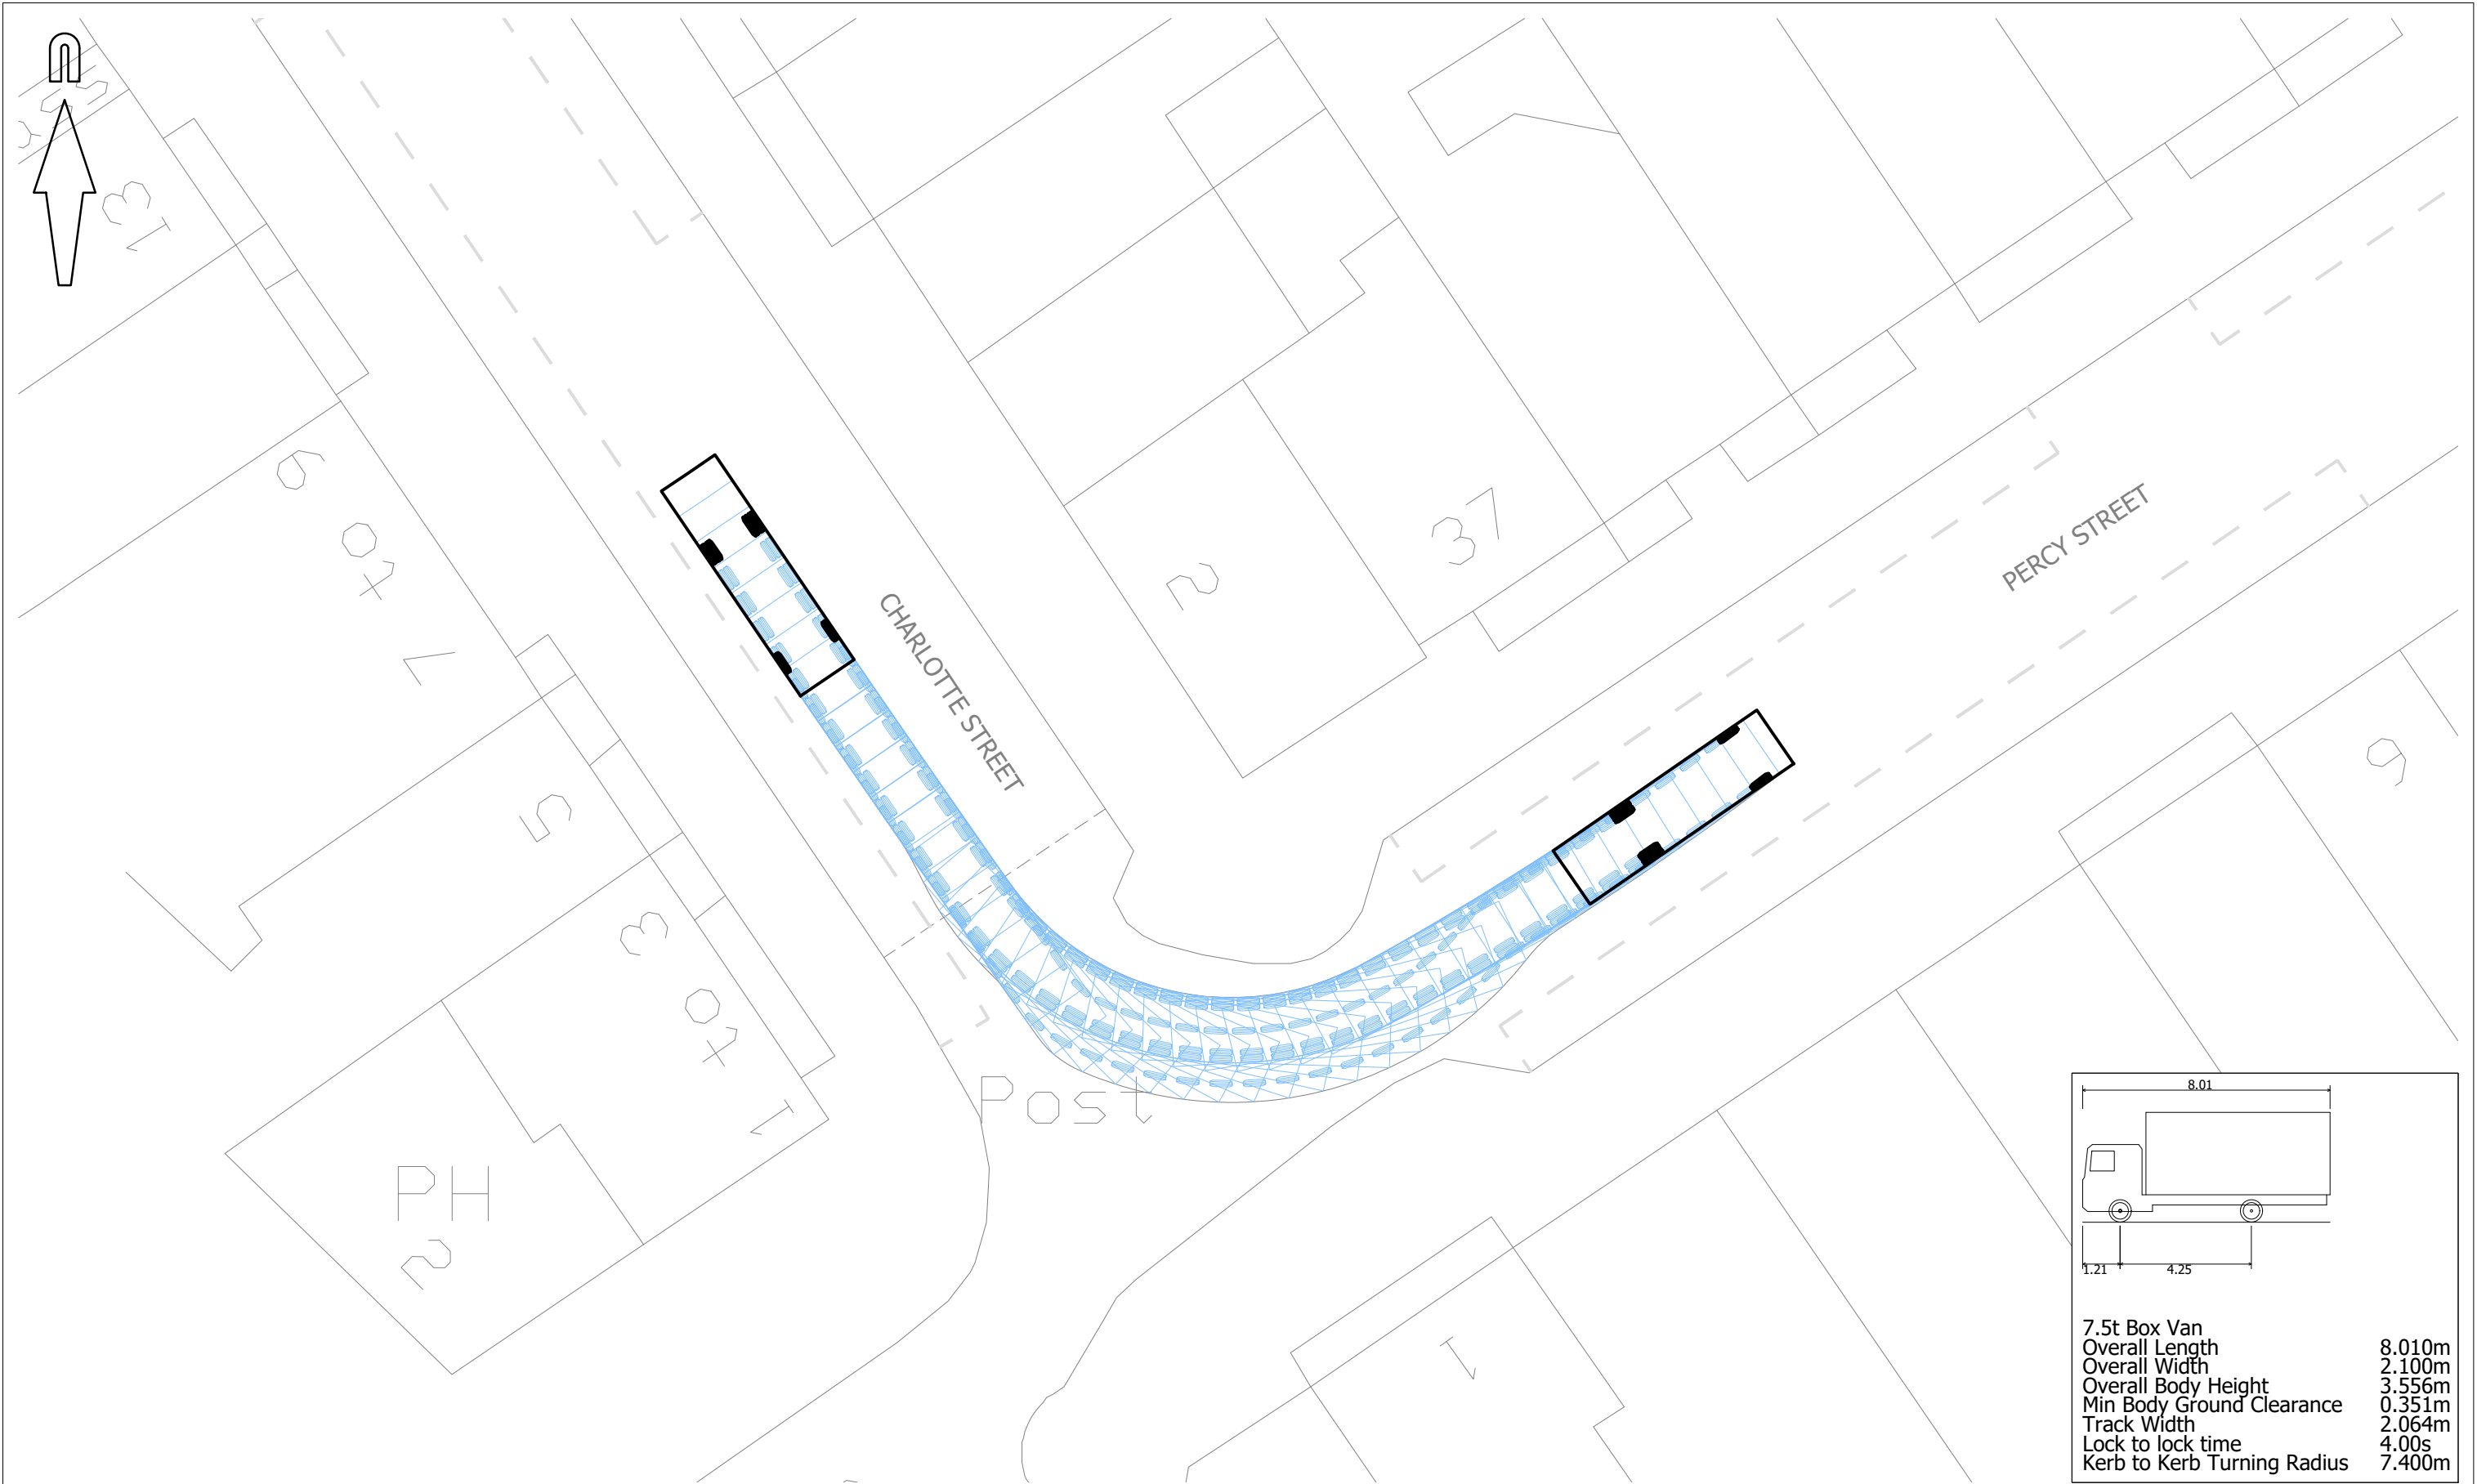 13
9
to
7
CHARLOTTE STREET
2
37
PERCY STREET
5
3
to
1
9
Post
PH
2
1
8.01
1.21
4.25
7.5t Box Van
Overall Length 8.010m
Overall Width 2.100m
Overall Body Height 3.556m
Min Body Ground Clearance 0.351m
Track Width 2.064m
Lock to lock time 4.00s
Kerb to Kerb Turning Radius 7.400m